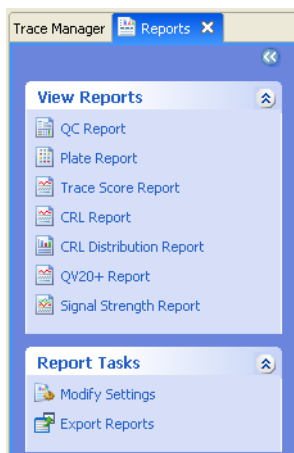 Trace Manager Reports
View Reports
QC Report
Plate Report
Trace Score Report
CRL Report
CRL Distribution Report
QV20+ Report
Signal Strength Report
Report Tasks
Modify Settings
Export Reports